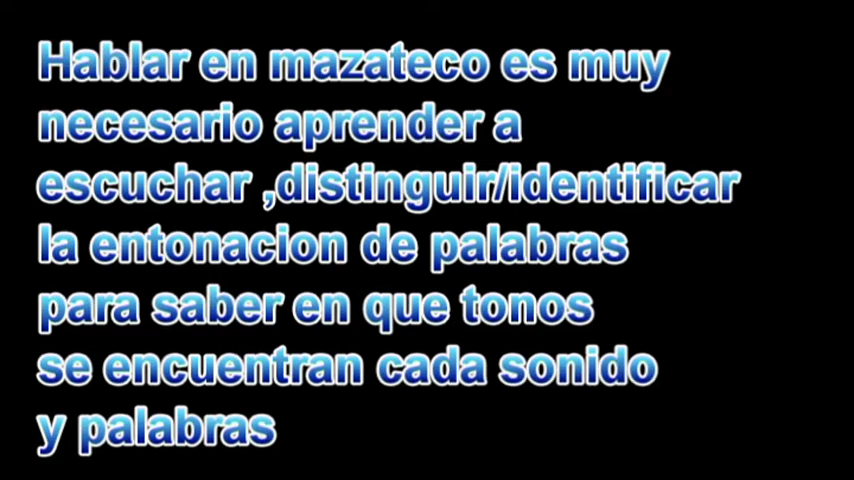 Hablar en mazateco es muy
necesario aprender a
escuchar ,distinguir/identificar
la entonacion de palabras
para saber en que tonos
se encuentran cada sonido
y palabras